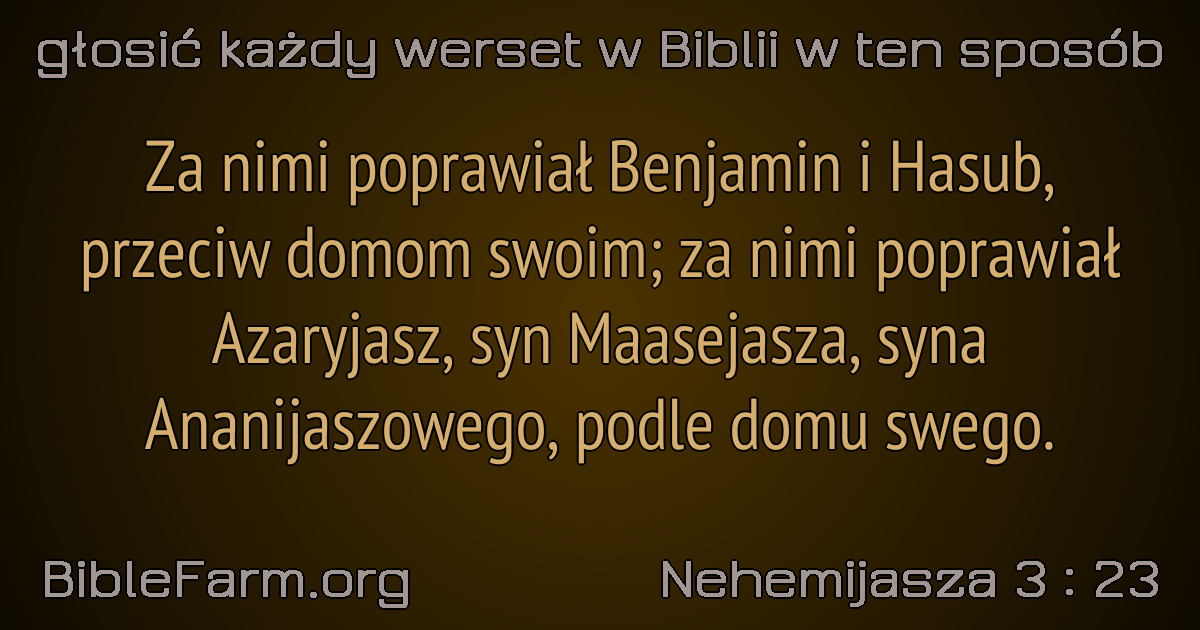 głosić każdy werset w Biblii w ten sposób
Za nimi poprawiał Benjamin i Hasub,
przeciw domom swoim; za nimi poprawiał
Azaryjasz, syn Maasejasza, syna
Ananijaszowego, podle domu swego.
BibleFarm.org
Nehemijasza 3 : 23